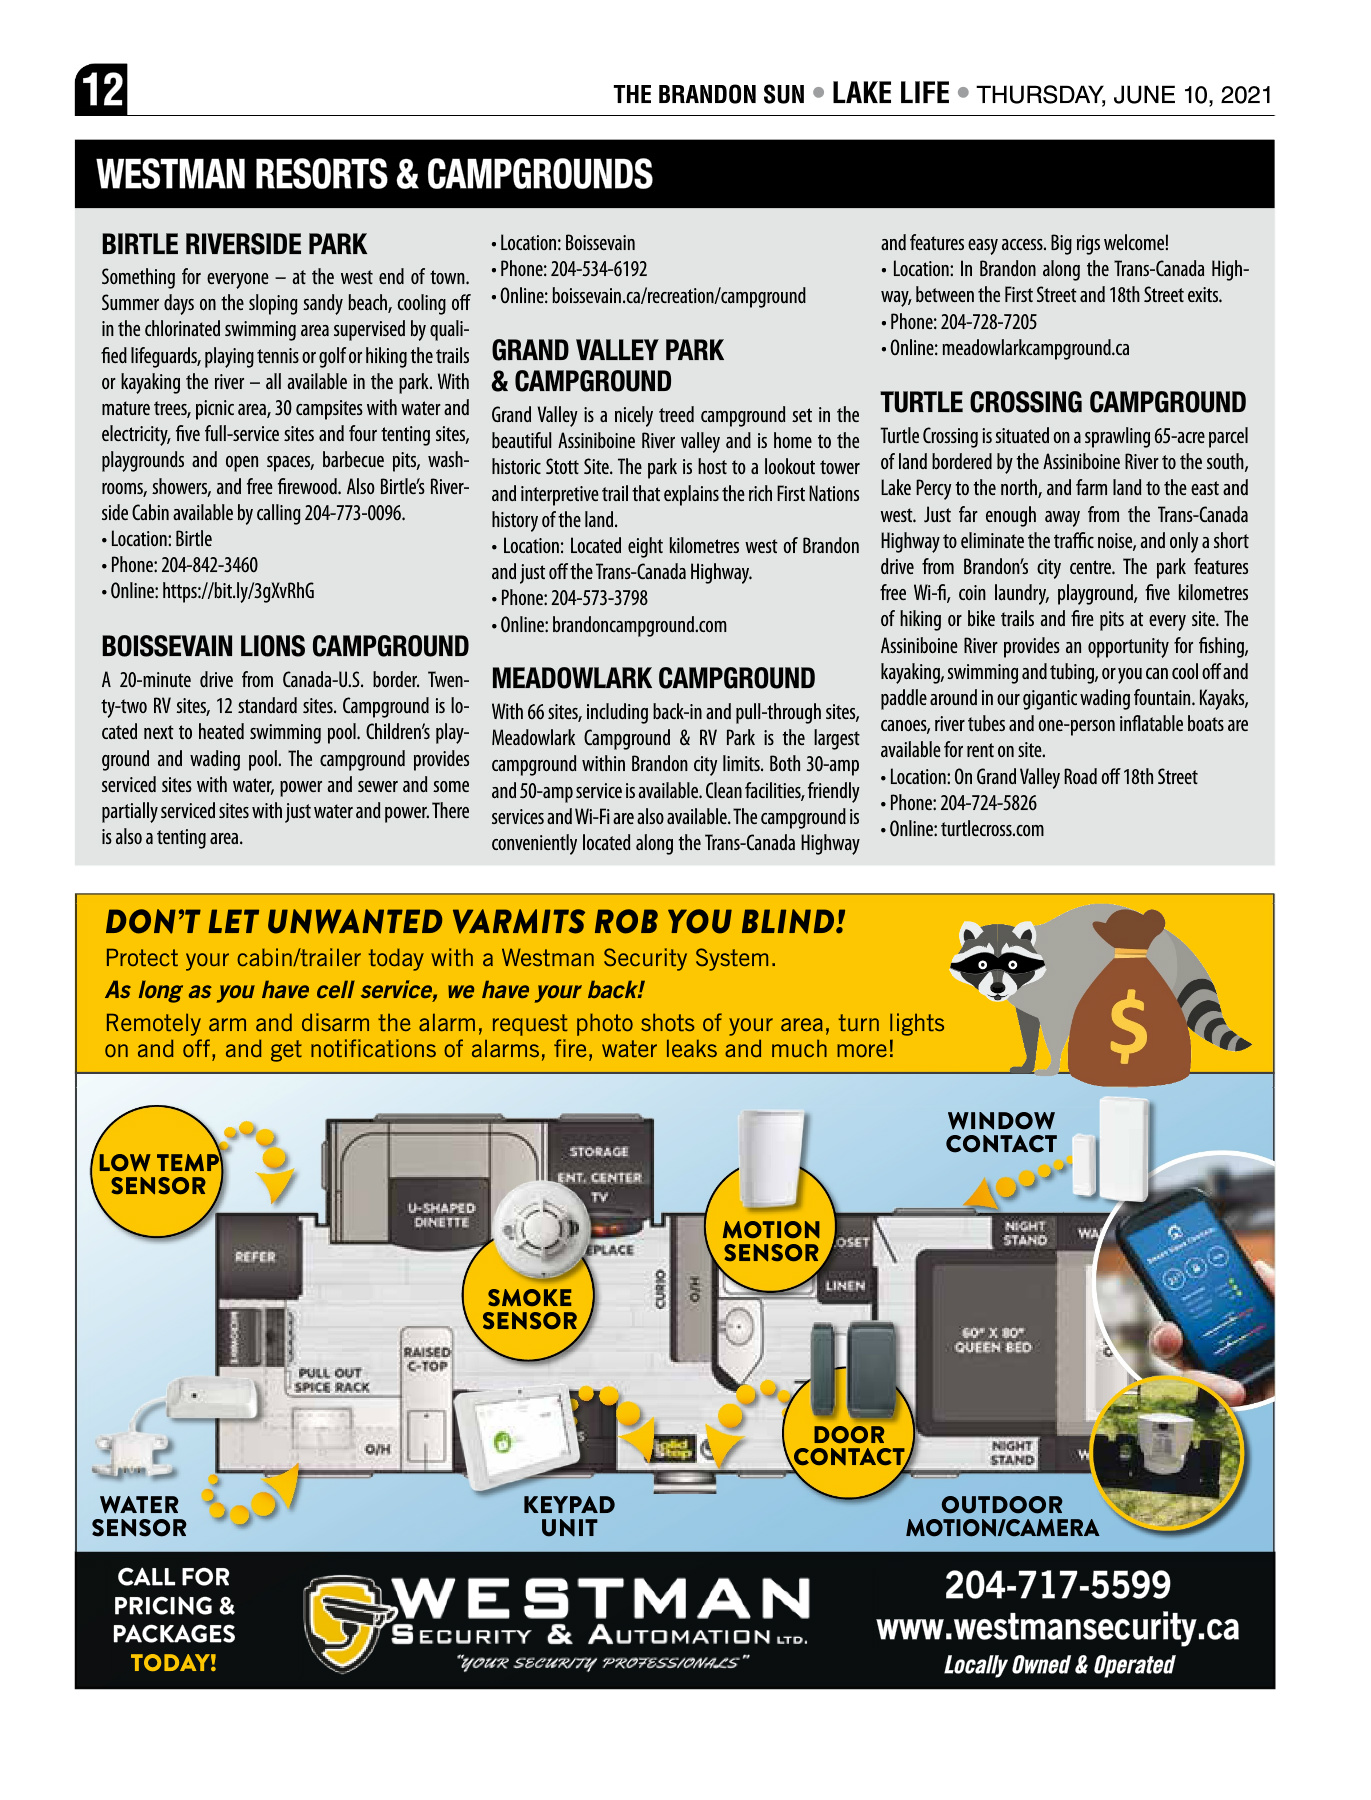 12
THE BRANDON SUN • LAKE LIFE • THURSDAY, JUNE 10, 2021
WESTMAN RESORTS & CAMPGROUNDS
BIRTLE RIVERSIDE PARK
Something for everyone – at the west end of town.
Summer days on the sloping sandy beach, cooling off
in the chlorinated swimming area supervised by quali-
fied lifeguards, playing tennis or golf or hiking the trails
or kayaking the river – all available in the park. With
mature trees, picnic area, 30 campsites with water and
electricity, five full-service sites and four tenting sites,
playgrounds and open spaces, barbecue pits, wash-
rooms, showers, and free firewood. Also Birtle's River-
side Cabin available by calling 204-773-0096.
• Location: Birtle
• Phone: 204-842-3460
• Online: https://bit.ly/3gXvRhG
BOISSEVAIN LIONS CAMPGROUND
A 20-minute drive from Canada-U.S. border. Twen-
ty-two RV sites, 12 standard sites. Campground is lo-
cated next to heated swimming pool. Children's play-
ground and wading pool. The campground provides
serviced sites with water, power and sewer and some
partially serviced sites with just water and power. There
is also a tenting area.
• Location: Boissevain
• Phone: 204-534-6192
• Online: boissevain.ca/recreation/campground
GRAND VALLEY PARK
& CAMPGROUND
Grand Valley is a nicely treed campground set in the
beautiful Assiniboine River valley and is home to the
historic Stott Site. The park is host to a lookout tower
and interpretive trail that explains the rich First Nations
history of the land.
• Location: Located eight kilometres west of Brandon
and just off the Trans-Canada Highway.
• Phone: 204-573-3798
• Online: brandoncampground.com
MEADOWLARK CAMPGROUND
With 66 sites, including back-in and pull-through sites,
Meadowlark Campground & RV Park is the largest
campground within Brandon city limits. Both 30-amp
and 50-amp service is available. Clean facilities, friendly
services and Wi-Fi are also available. The campground is
conveniently located along the Trans-Canada Highway
and features easy access. Big rigs welcome!
• Location: In Brandon along the Trans-Canada High-
way, between the First Street and 18th Street exits.
• Phone: 204-728-7205
• Online: meadowlarkcampground.ca
TURTLE CROSSING CAMPGROUND
Turtle Crossing is situated on a sprawling 65-acre parcel
of land bordered by the Assiniboine River to the south,
Lake Percy to the north, and farm land to the east and
west. Just far enough away from the Trans-Canada
Highway to eliminate the traffic noise, and only a short
drive from Brandon's city centre. The park features
free Wi-fi, coin laundry, playground, five kilometres
of hiking or bike trails and fire pits at every site. The
Assiniboine River provides an opportunity for fishing,
kayaking, swimming and tubing, or you can cool off and
paddle around in our gigantic wading fountain. Kayaks,
canoes, river tubes and one-person inflatable boats are
available for rent on site.
• Location: On Grand Valley Road off 18th Street
• Phone: 204-724-5826
• Online: turtlecross.com
DON'T LET UNWANTED VARMITS ROB YOU BLIND!
Protect your cabin/trailer today with a Westman Security System.
As long as you have cell service, we have your back!
Remotely arm and disarm the alarm, request photo shots of your area, turn lights
on and off, and get notifications of alarms, fire, water leaks and much more!
$
LOW TEMP
SENSOR
WINDOW
CONTACT
STORAGE
ENT. CENTER
TV
U-SHAPED
DINETTE
EPLACE
REFER
SMOKE
SENSOR
MOTION
SENSOR
OSET
LINEN
CURIO
O/H
NIGHT
STAND
WA
60" X 80"
QUEEN BED
RAISED
C-TOP
PULL OUT
SPICE RACK
O/H
DOOR
CONTACT
NIGHT
STAND
W
WATER
SENSOR
KEYPAD
UNIT
OUTDOOR
MOTION/CAMERA
CALL FOR
PRICING &
PACKAGES
TODAY!
WESTMAN
SECURITY & AUTOMATION LTD.
"YOUR SECURITY PROFESSIONALS"
204-717-5599
www.westmansecurity.ca
Locally Owned & Operated